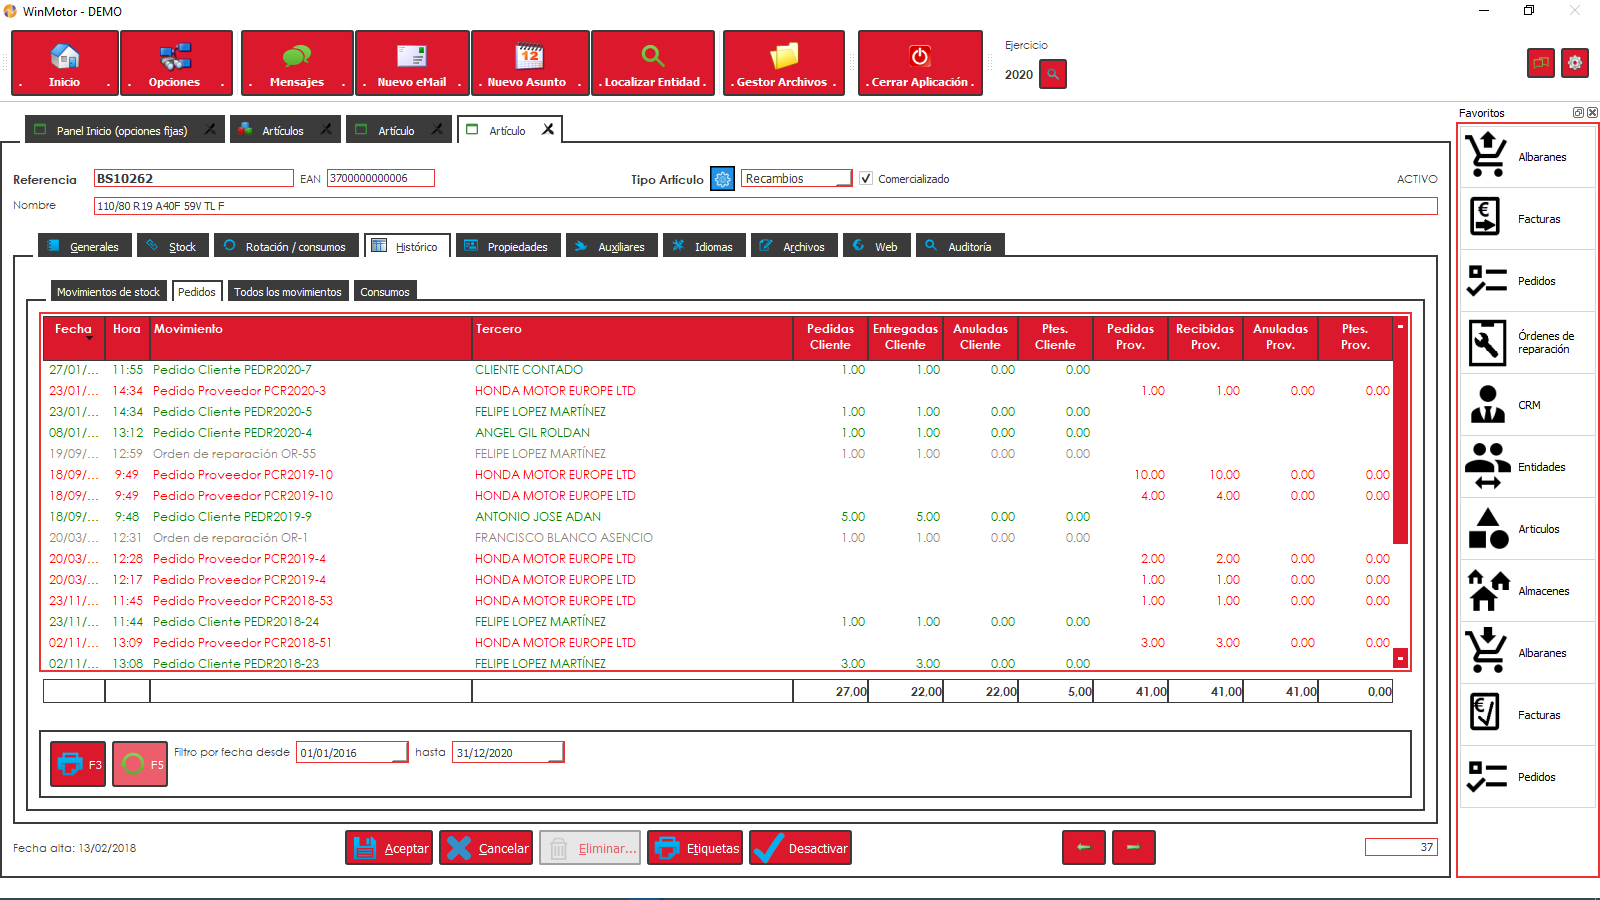 WinMotor - DEMO
. Inicio .
. Opciones .
. Mensajes .
. Nuevo eMail .
. Nuevo Asunto .
. Localizar Entidad .
. Gestor Archivos .
. Cerrar Aplicación .
Ejercicio
2020
Panel Inicio (opciones fijas)
Artículos
Artículo
Artículo
Referencia BS10262 EAN 3700000000006 Tipo Artículo Recambios Comercializado ACTIVO
Nombre 110/80 R19 A40F 59V TL F
Generales Stock Rotación / consumos Histórico Propiedades Auxiliares Idiomas Archivos Web Auditoría
Movimientos de stock Pedidos Todos los movimientos Consumos
Fecha Hora Movimiento Tercero Pedidas Cliente Entregadas Cliente Anuladas Cliente Ptes. Cliente Pedidas Prov. Recibidas Prov. Anuladas Prov. Ptes. Prov.
27/01/... 11:55 Pedido Cliente PEDR2020-7 CLIENTE CONTADO 1.00 1.00 0.00 0.00
23/01/... 14:34 Pedido Proveedor PCR2020-3 HONDA MOTOR EUROPE LTD 1.00 1.00 0.00 0.00
23/01/... 14:34 Pedido Cliente PEDR2020-5 FELIPE LOPEZ MARTÍNEZ 1.00 1.00 0.00 0.00
08/01/... 13:12 Pedido Cliente PEDR2020-4 ANGEL GIL ROLDAN 1.00 1.00 0.00 0.00
19/09/... 12:59 Orden de reparación OR-55 FELIPE LOPEZ MARTÍNEZ 1.00 1.00 0.00 0.00
18/09/... 9:49 Pedido Proveedor PCR2019-10 HONDA MOTOR EUROPE LTD 10.00 10.00 0.00 0.00
18/09/... 9:49 Pedido Proveedor PCR2019-10 HONDA MOTOR EUROPE LTD 4.00 4.00 0.00 0.00
18/09/... 9:48 Pedido Cliente PEDR2019-9 ANTONIO JOSE ADAN 5.00 5.00 0.00 0.00
20/03/... 12:31 Orden de reparación OR-1 FRANCISCO BLANCO ASENCIO 1.00 1.00 0.00 0.00
20/03/... 12:28 Pedido Proveedor PCR2019-4 HONDA MOTOR EUROPE LTD 2.00 2.00 0.00 0.00
20/03/... 12:17 Pedido Proveedor PCR2019-4 HONDA MOTOR EUROPE LTD 1.00 1.00 0.00 0.00
23/11/... 11:45 Pedido Proveedor PCR2018-53 HONDA MOTOR EUROPE LTD 1.00 1.00 0.00 0.00
23/11/... 11:44 Pedido Cliente PEDR2018-24 FELIPE LOPEZ MARTÍNEZ 1.00 1.00 0.00 0.00
02/11/... 13:09 Pedido Proveedor PCR2018-51 HONDA MOTOR EUROPE LTD 3.00 3.00 0.00 0.00
02/11/... 13:08 Pedido Cliente PEDR2018-23 FELIPE LOPEZ MARTÍNEZ 3.00 3.00 0.00 0.00
27,00 22,00 22,00 5,00 41,00 41,00 41,00 0,00
F3 F5 Filtro por fecha desde 01/01/2016 hasta 31/12/2020
Fecha alta: 13/02/2018 Aceptar Cancelar Eliminar... Etiquetas Desactivar 37
Favoritos
Albaranes
Facturas
Pedidos
Órdenes de
reparación
CRM
Entidades
Articulos
Almacenes
Albaranes
Facturas
Pedidos